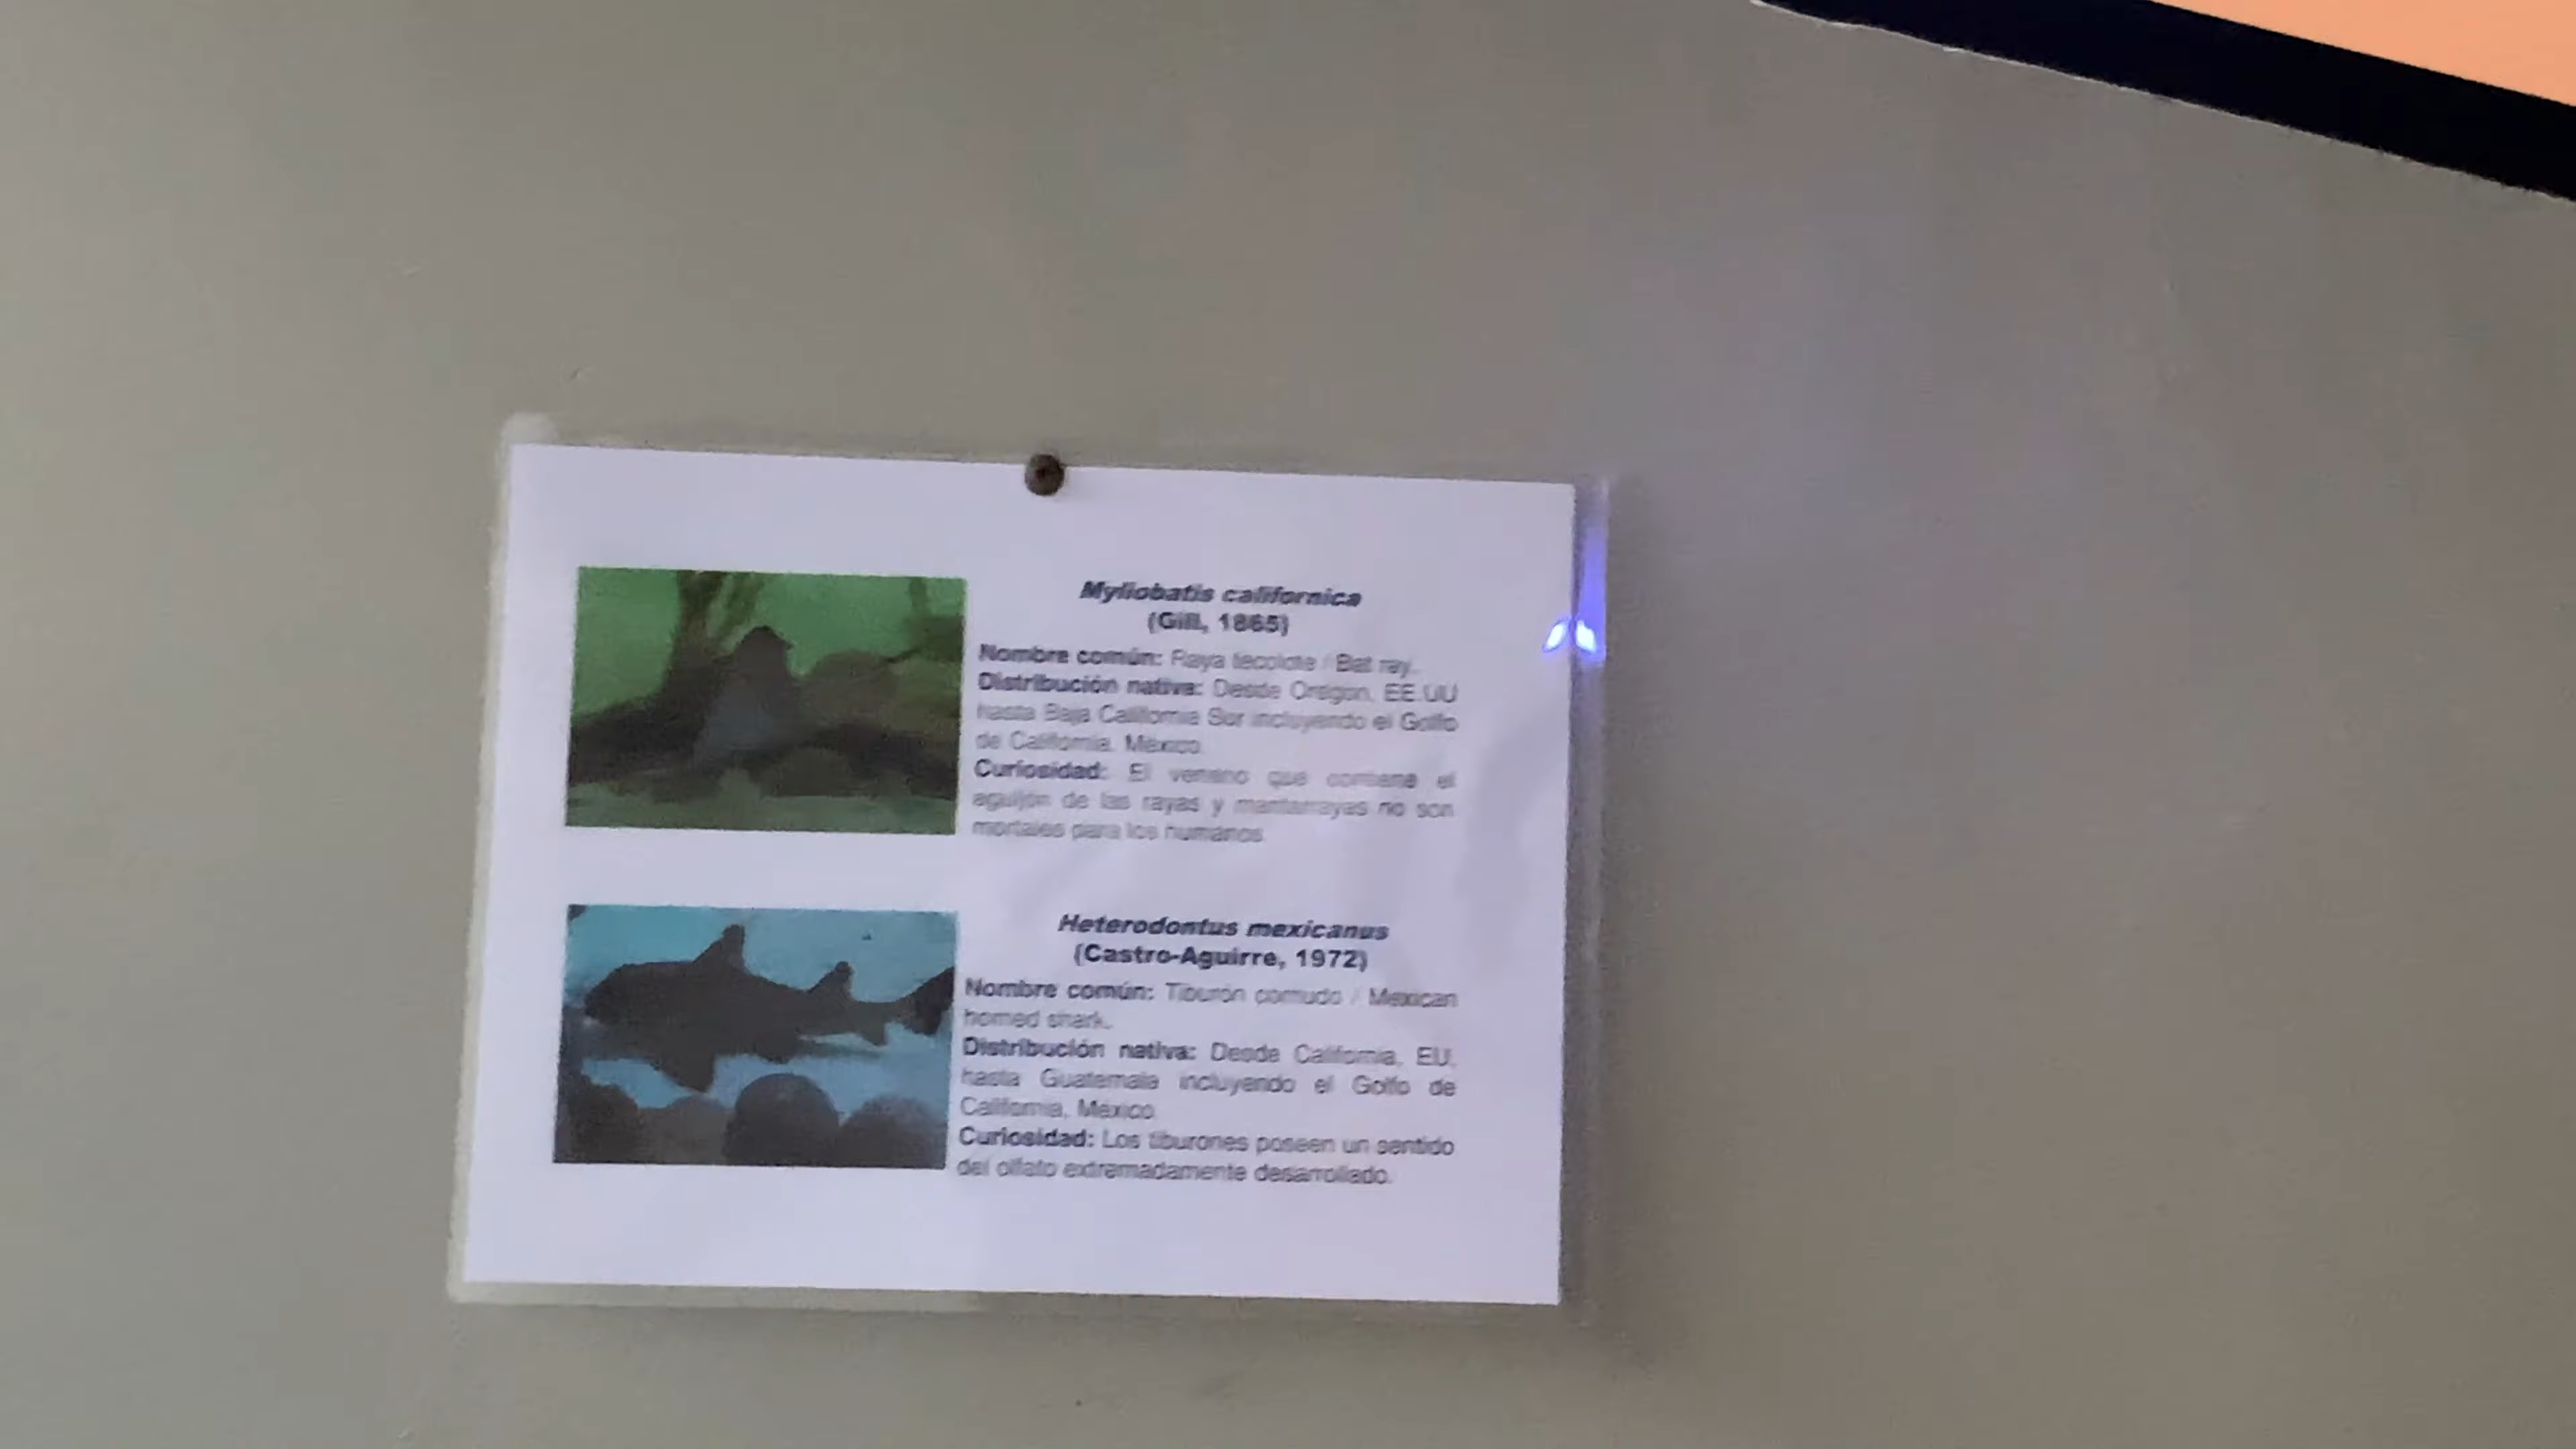 Myliobatis californica
(Gill, 1865)
Nombre común: Raya tecolote / Bat ray.
Distribución nativa: Desde Oregon, EE.UU
hasta Baja California Sur incluyendo el Golfo
de California, México.
Curiosidad: El veneno que contiene el
aguijón de las rayas y mantarrayas no son
mortales para los humanos.
Heterodontus mexicanus
(Castro-Aguirre, 1972)
Nombre común: Tiburón cornudo / Mexican
horned shark.
Distribución nativa: Desde California, EU,
hasta Guatemala incluyendo el Golfo de
California, México.
Curiosidad: Los tiburones poseen un sentido
del olfato extremadamente desarrollado.